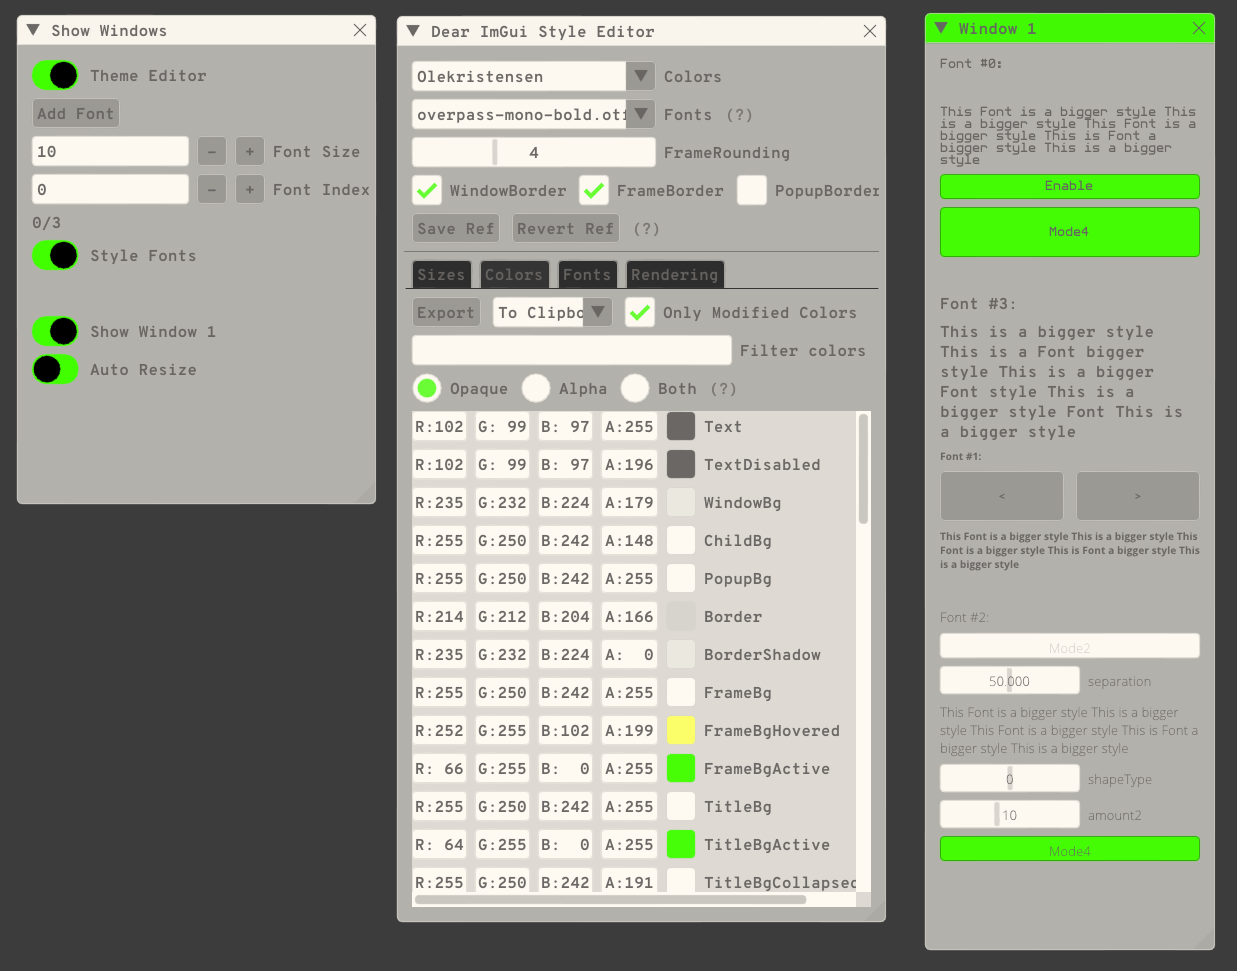 Show Windows
Theme Editor
Add Font
10 - + Font Size
0 - + Font Index
0/3
Style Fonts
Show Window 1
Auto Resize
Dear ImGui Style Editor
Olekristensen Colors
overpass-mono-bold.otf Fonts (?)
4 FrameRounding
WindowBorder FrameBorder PopupBorder
Save Ref Revert Ref (?)
Sizes Colors Fonts Rendering
Export To Clipbo Only Modified Colors
Filter colors
Opaque Alpha Both (?)
R:102 G: 99 B: 97 A:255 Text
R:102 G: 99 B: 97 A:196 TextDisabled
R:235 G:232 B:224 A:179 WindowBg
R:255 G:250 B:242 A:148 ChildBg
R:255 G:250 B:242 A:255 PopupBg
R:214 G:212 B:204 A:166 Border
R:235 G:232 B:224 A:  0 BorderShadow
R:255 G:250 B:242 A:255 FrameBg
R:252 G:255 B:102 A:199 FrameBgHovered
R: 66 G:255 B:  0 A:255 FrameBgActive
R:255 G:250 B:242 A:255 TitleBg
R: 64 G:255 B:  0 A:255 TitleBgActive
R:255 G:250 B:242 A:191 TitleBgCollapsed
Window 1
Font #0:
This Font is a bigger style This
is a bigger style This Font is a
bigger style This is Font a
bigger style This is a bigger
style
Enable
Mode4
Font #3:
This is a bigger style
This is a Font bigger
style This is a bigger
Font style This is a
bigger style Font This is
a bigger style
Font #1:
< >
This Font is a bigger style This is a bigger style This
Font is a bigger style This is Font a bigger style This
is a bigger style
Font #2:
Mode2
50.000 separation
This Font is a bigger style This is a bigger
style This Font is a bigger style This is Font a
bigger style This is a bigger style
0 shapeType
10 amount2
Mode4